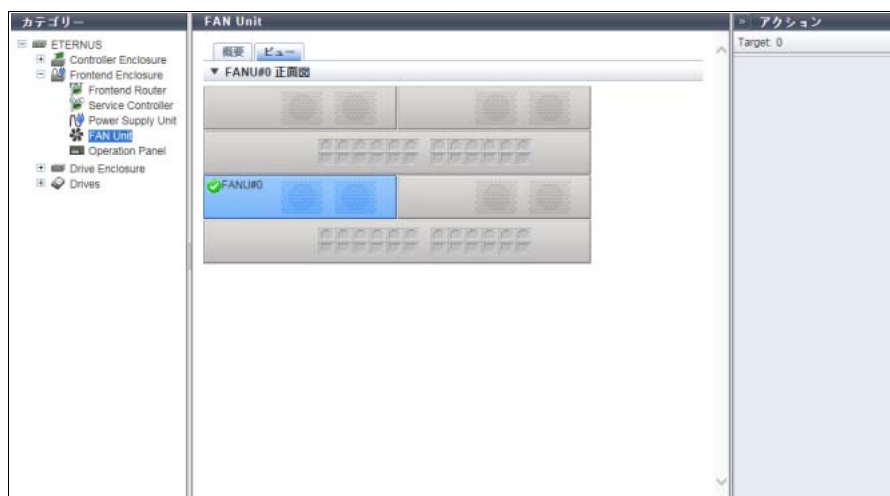 カテゴリー
ETERNUS
Controller Enclosure
Frontend Enclosure
Frontend Router
Service Controller
Power Supply Unit
FAN Unit
Operation Panel
Drive Enclosure
Drives
FAN Unit
概要 ビュー
▼ FANU#0 正面図
FANU#0
» アクション
Target: 0